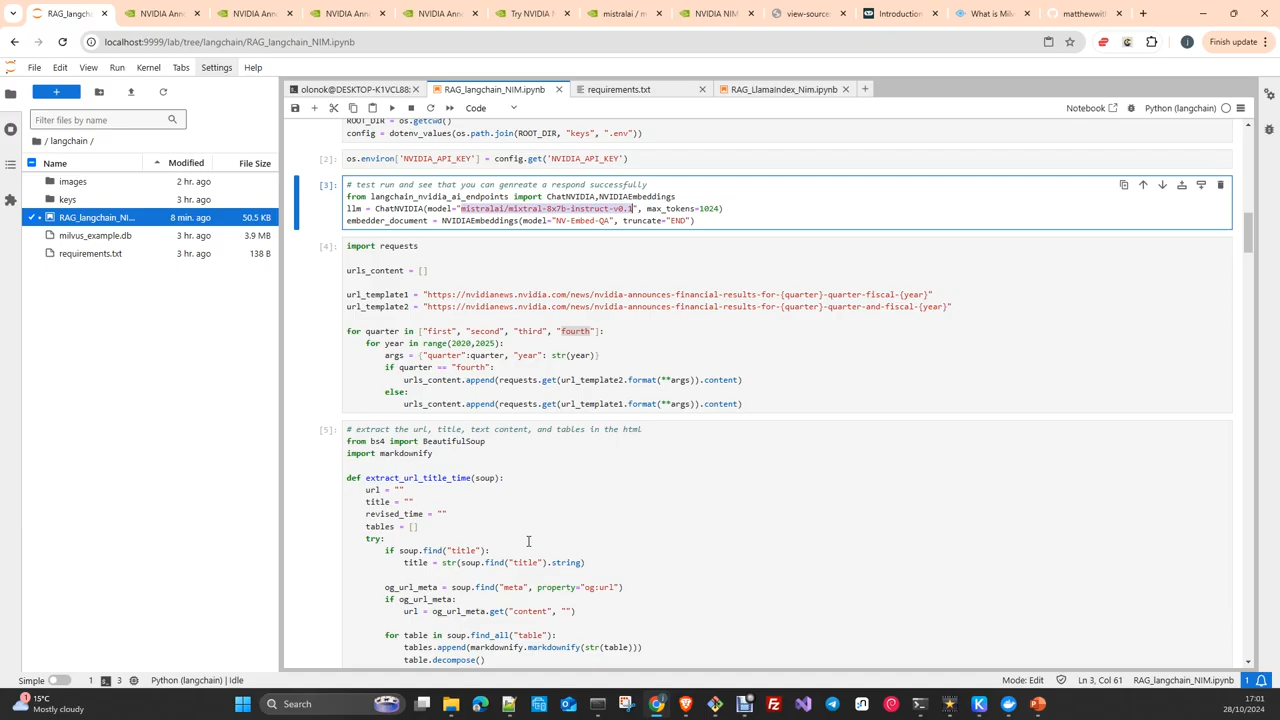 RAG_langchain_
NVIDIA Ann
NVIDIA Ann
NVIDIA Ann
NVIDIA Ann
Try NVIDIA N
mistralai / m
NVIDIA NIM
view-source:
Introduction
What is Milv
matthewwith
localhost:9999/lab/tree/langchain/RAG_langchain_NIM.ipynb
Finish update
File Edit View Run Kernel Tabs Settings Help
olonok@DESKTOP-K1VCL88:
RAG_langchain_NIM.ipynb
requirements.txt
RAG_LlamaIndex_Nim.ipynb
Code
Notebook
Python (langchain)
Filter files by name
/ langchain /
Name Modified File Size
images 2 hr. ago
keys 2 hr. ago
RAG_langchain_NI... 8 min. ago 50.5 KB
milvus_example.db 3 hr. ago 3.9 MB
requirements.txt 3 hr. ago 138 B
ROOT_DIR = os.getcwd()
config = dotenv_values(os.path.join(ROOT_DIR, "keys", ".env"))
[2]: os.environ['NVIDIA_API_KEY'] = config.get('NVIDIA_API_KEY')
[3]: # test run and see that you can genreate a respond successfully
from langchain_nvidia_ai_endpoints import ChatNVIDIA,NVIDIAEmbeddings
llm = ChatNVIDIA(model="mistralai/mixtral-8x7b-instruct-v0.1", max_tokens=1024)
embedder_document = NVIDIAEmbeddings(model="NV-Embed-QA", truncate="END")
[4]: import requests
urls_content = []
url_template1 = "https://nvidianews.nvidia.com/news/nvidia-announces-financial-results-for-{quarter}-quarter-fiscal-{year}"
url_template2 = "https://nvidianews.nvidia.com/news/nvidia-announces-financial-results-for-{quarter}-quarter-and-fiscal-{year}"
for quarter in ["first", "second", "third", "fourth"]:
for year in range(2020,2025):
args = {"quarter":quarter, "year": str(year)}
if quarter == "fourth":
urls_content.append(requests.get(url_template2.format(**args)).content)
else:
urls_content.append(requests.get(url_template1.format(**args)).content)
[5]: # extract the url, title, text content, and tables in the html
from bs4 import BeautifulSoup
import markdownify
def extract_url_title_time(soup):
url = ""
title = ""
revised_time = ""
tables = []
try:
if soup.find("title"):
title = str(soup.find("title").string)
og_url_meta = soup.find("meta", property="og:url")
if og_url_meta:
url = og_url_meta.get("content", "")
for table in soup.find_all("table"):
tables.append(markdownify.markdownify(str(table)))
table.decompose()
Simple 1 3 Python (langchain) | Idle
Mode: Edit Ln 3, Col 61 RAG_langchain_NIM.ipynb 1
15°C
Mostly cloudy
Search
17:01
28/10/2024